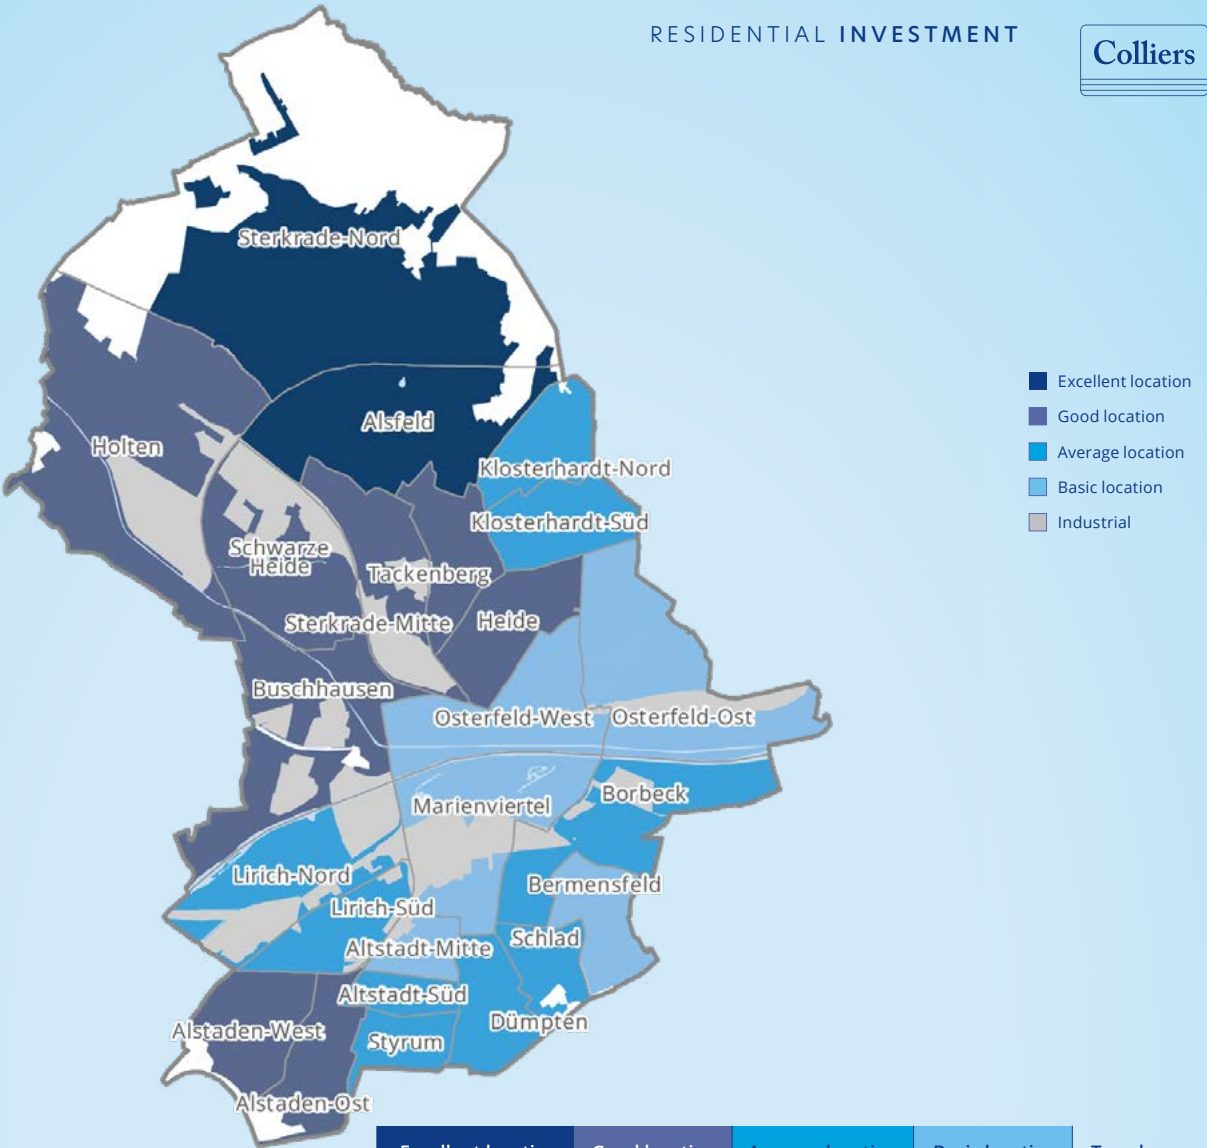 RESIDENTIAL INVESTMENT
Colliers
Sterkrade-Nord
Alsfeld
Holten
Klosterhardt-Nord
Klosterhardt-Süd
Schwarze
Heide
Tackenberg
Sterkrade-Mitte
Heide
Buschhausen
Osterfeld-West
Osterfeld-Ost
Borbeck
Marienviertel
Lirich-Nord
Bermensfeld
Lirich-Süd
Schlad
Altstadt-Mitte
Altstadt-Süd
Dümpten
Alstaden-West
Styrum
Alstaden-Ost
Excellent location
Good location
Average location
Basic location
Industrial